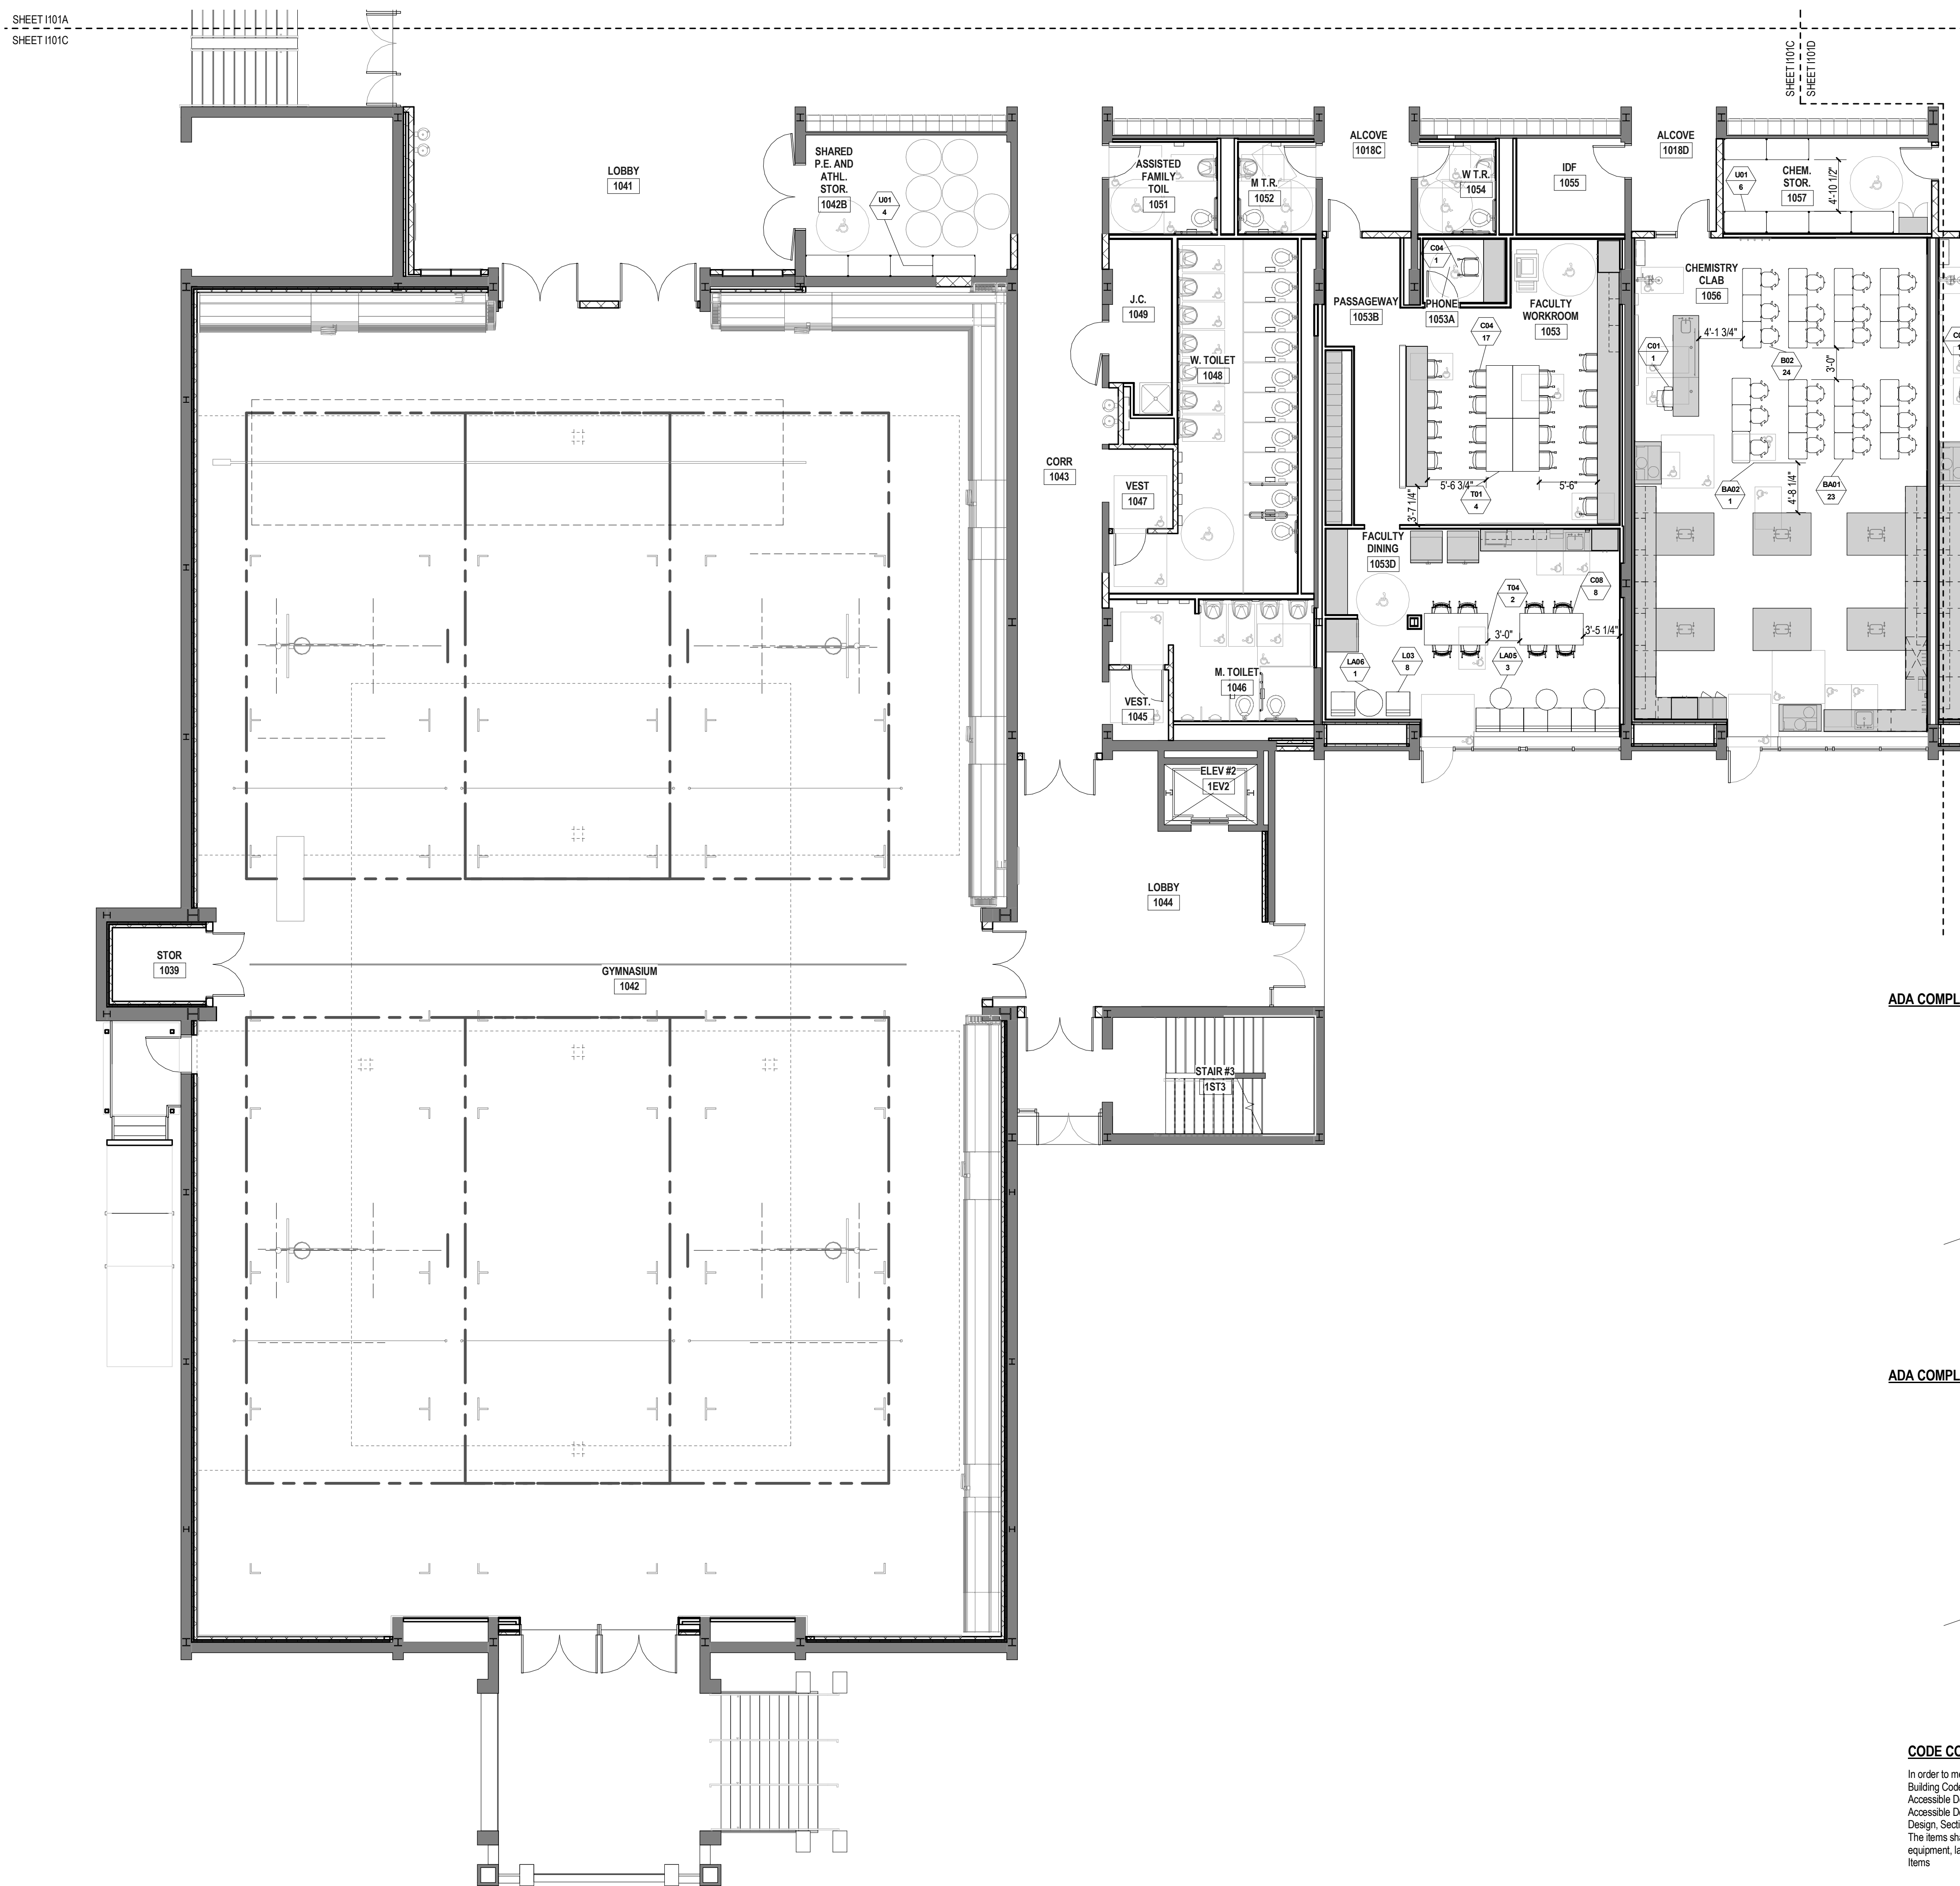 SHEET I101A
SHEET I101C
SHEET I101C
SHEET I101D
LOBBY
1041
SHARED
P.E. AND
ATHL.
STOR.
1042B
U01
4
ASSISTED
FAMILY
TOIL
1051
M T.R.
1052
ALCOVE
1018C
W T.R.
1054
IDF
1055
ALCOVE
1018D
U01
6
CHEM.
STOR.
1057
4'-10 1/2"
J.C.
1049
W. TOILET
1048
PASSAGEWAY
1053B
C04
1
PHONE
1053A
FACULTY
WORKROOM
1053
C04
17
CHEMISTRY
CLAB
1056
4'-1 3/4"
C01
1
B02
24
3'-0"
CORR
1043
VEST
1047
5'-6 3/4"
T01
4
5'-6"
3'-7 1/4"
BA02
1
4'-8 1/4"
BA01
23
FACULTY
DINING
1053D
T04
2
C08
8
3'-0"
3'-5 1/4"
LA06
1
L03
8
LA05
3
M. TOILET
1046
VEST.
1045
ELEV #2
1EV2
LOBBY
1044
STOR
1039
GYMNASIUM
1042
STAIR #3
1ST3
ADA COMPL
ADA COMPL
CODE CO
In order to m
Building Code
Accessible D
Accessible D
Design, Secti
The items sh
equipment, la
Items